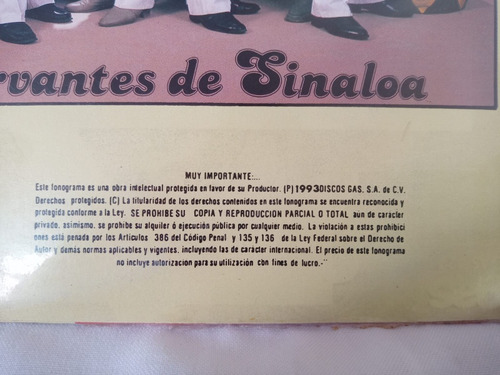 rvantes de Sinaloa
MUY IMPORTANTE:...
Este fonograma es una obra intelectual protegida en favor de su Productor. (P) 1993 DISCOS GAS, S.A. de C.V.
Derechos protegidos. (C) La titularidad de los derechos contenidos en este fonograma se encuentra reconocida y
protegida conforme a la Ley. SE PROHIBE SU COPIA Y REPRODUCCION PARCIAL O TOTAL aún de carácter
privado, asimismo, se prohibe su alquiler ó ejecución pública por cualquier medio. La violación a estas prohibici
ones está penada por los Artículos 386 del Código Penal y 135 y 136 de la Ley Federal sobre el Derecho de
Autor y demás normas aplicables y vigentes, incluyendo las de carácter internacional. El precio de este fonograma
no incluye autorización para su utilización con fines de lucro.-"